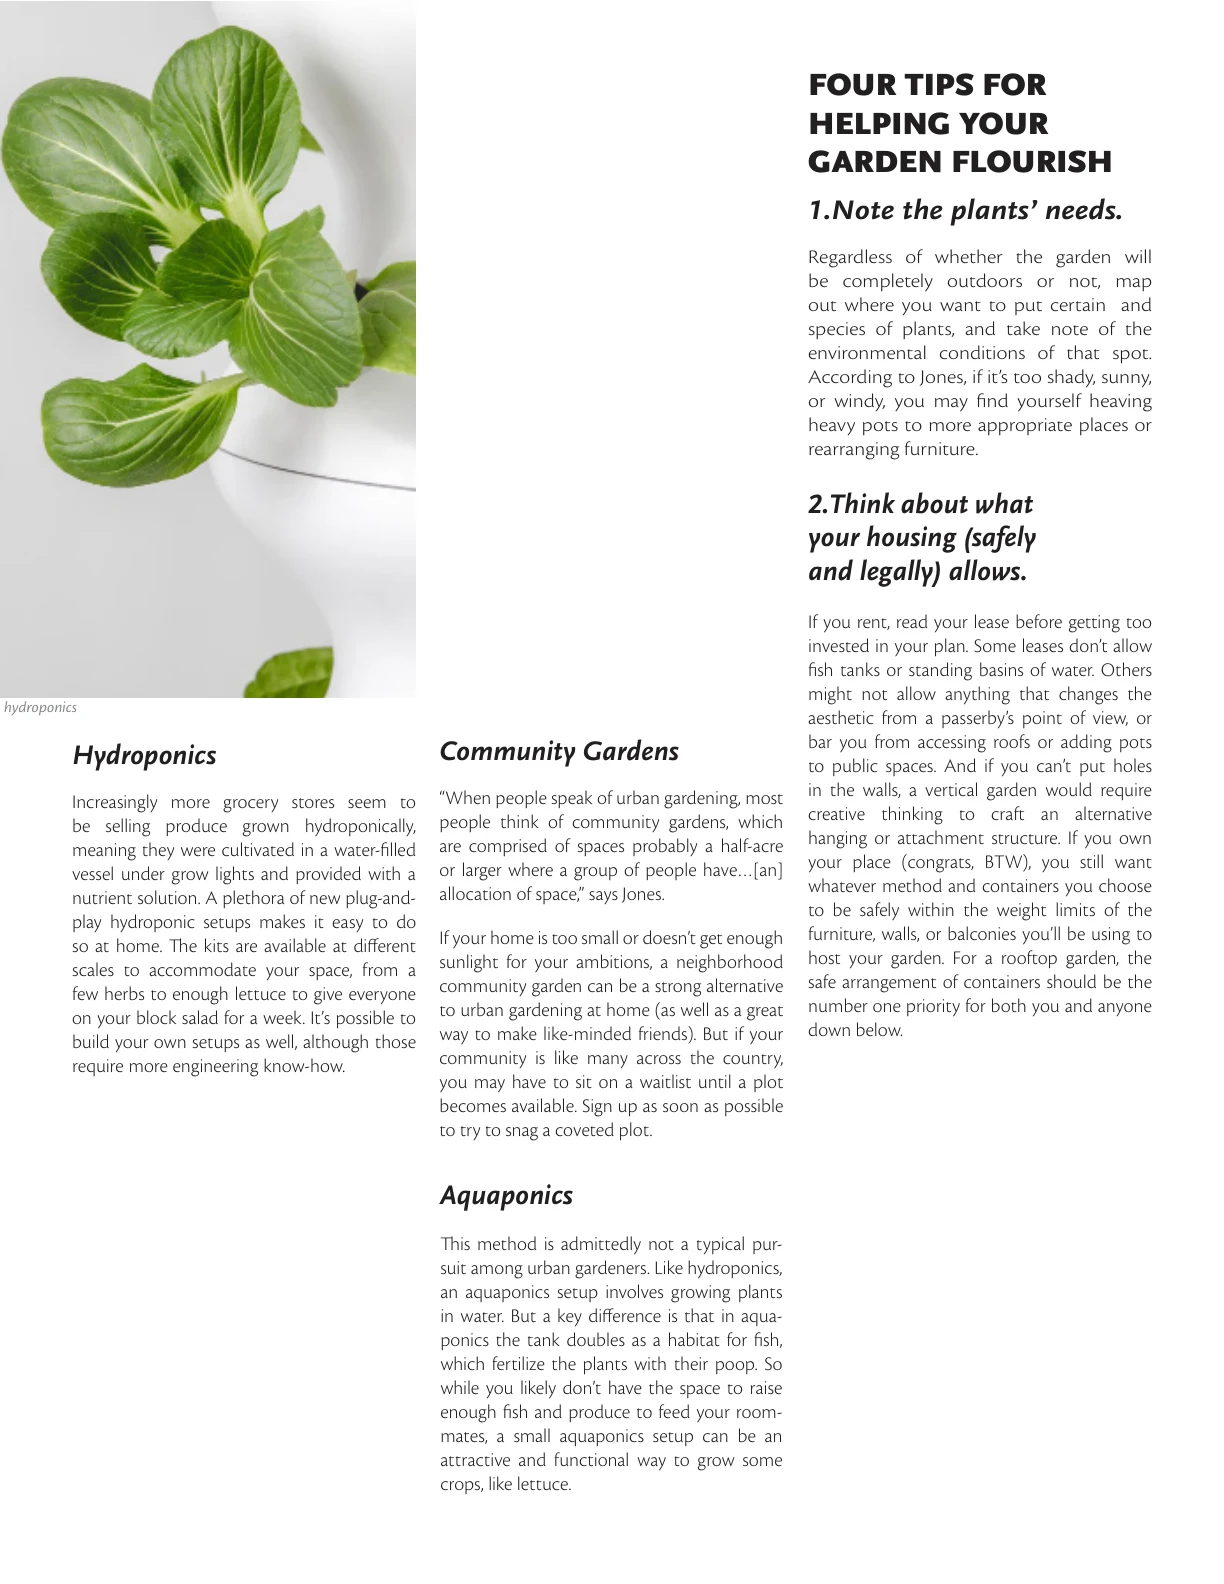 hydroponics
Hydroponics
Increasingly more grocery stores seem to
be selling produce grown hydroponically,
meaning they were cultivated in a water-filled
vessel under grow lights and provided with a
nutrient solution. A plethora of new plug-and-
play hydroponic setups makes it easy to do
so at home. The kits are available at different
scales to accommodate your space, from a
few herbs to enough lettuce to give everyone
on your block salad for a week. It’s possible to
build your own setups as well, although those
require more engineering know-how.
Community Gardens
“When people speak of urban gardening, most
people think of community gardens, which
are comprised of spaces probably a half-acre
or larger where a group of people have…[an]
allocation of space,” says Jones.
If your home is too small or doesn’t get enough
sunlight for your ambitions, a neighborhood
community garden can be a strong alternative
to urban gardening at home (as well as a great
way to make like-minded friends). But if your
community is like many across the country,
you may have to sit on a waitlist until a plot
becomes available. Sign up as soon as possible
to try to snag a coveted plot.
Aquaponics
This method is admittedly not a typical pur-
suit among urban gardeners. Like hydroponics,
an aquaponics setup involves growing plants
in water. But a key difference is that in aqua-
ponics the tank doubles as a habitat for fish,
which fertilize the plants with their poop. So
while you likely don’t have the space to raise
enough fish and produce to feed your room-
mates, a small aquaponics setup can be an
attractive and functional way to grow some
crops, like lettuce.
FOUR TIPS FOR
HELPING YOUR
GARDEN FLOURISH
1.Note the plants’ needs.
Regardless of whether the garden will
be completely outdoors or not, map
out where you want to put certain and
species of plants, and take note of the
environmental conditions of that spot.
According to Jones, if it’s too shady, sunny,
or windy, you may find yourself heaving
heavy pots to more appropriate places or
rearranging furniture.
2.Think about what
your housing (safely
and legally) allows.
If you rent, read your lease before getting too
invested in your plan. Some leases don’t allow
fish tanks or standing basins of water. Others
might not allow anything that changes the
aesthetic from a passerby’s point of view, or
bar you from accessing roofs or adding pots
to public spaces. And if you can’t put holes
in the walls, a vertical garden would require
creative thinking to craft an alternative
hanging or attachment structure. If you own
your place (congrats, BTW), you still want
whatever method and containers you choose
to be safely within the weight limits of the
furniture, walls, or balconies you’ll be using to
host your garden. For a rooftop garden, the
safe arrangement of containers should be the
number one priority for both you and anyone
down below.